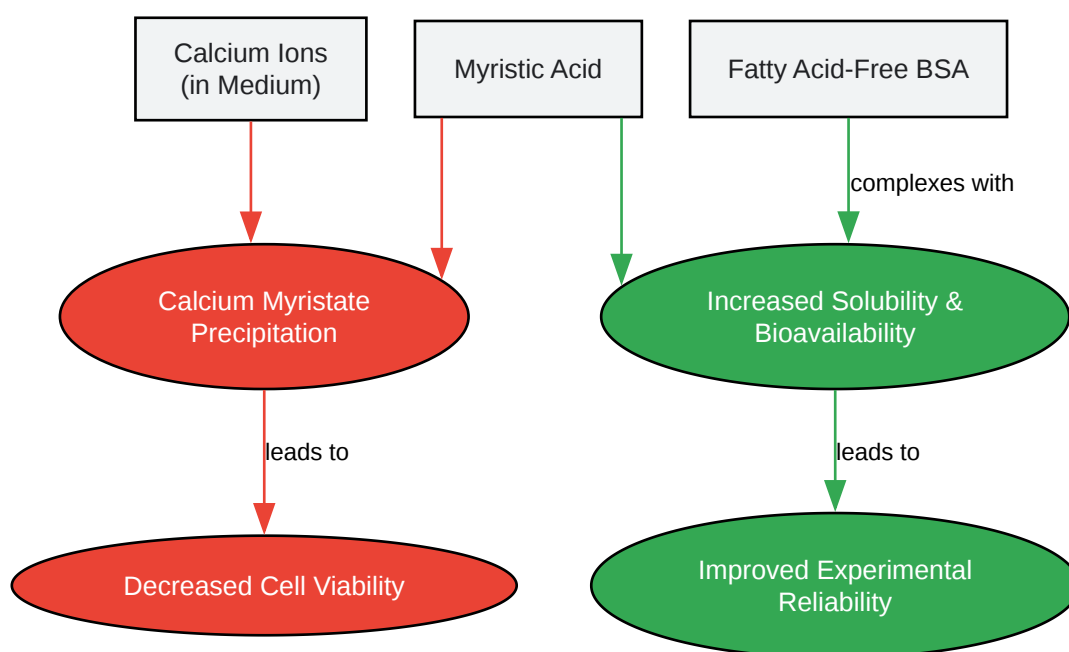 Calcium Ions
(in Medium)
Myristic Acid
Fatty Acid-Free BSA
complexes with
Calcium Myristate
Precipitation
Increased Solubility &
Bioavailability
leads to
leads to
Decreased Cell Viability
Improved Experimental
Reliability